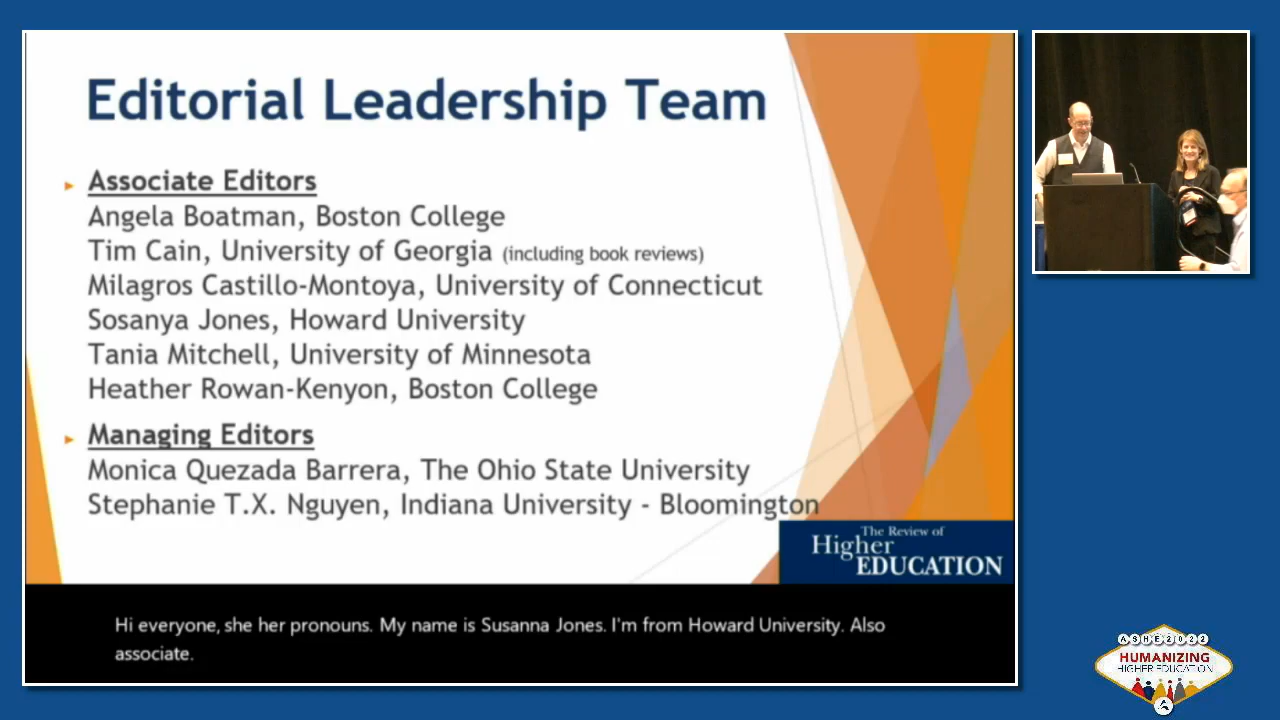 Editorial Leadership Team
Associate Editors
Angela Boatman, Boston College
Tim Cain, University of Georgia (including book reviews)
Milagros Castillo-Montoya, University of Connecticut
Sosanya Jones, Howard University
Tania Mitchell, University of Minnesota
Heather Rowan-Kenyon, Boston College
Managing Editors
Monica Quezada Barrera, The Ohio State University
Stephanie T.X. Nguyen, Indiana University - Bloomington
The Review of
Higher
EDUCATION
Hi everyone, she her pronouns. My name is Susanna Jones. I'm from Howard University. Also
associate.
ASHE2022
HUMANIZING
HIGHER EDUCATION
A